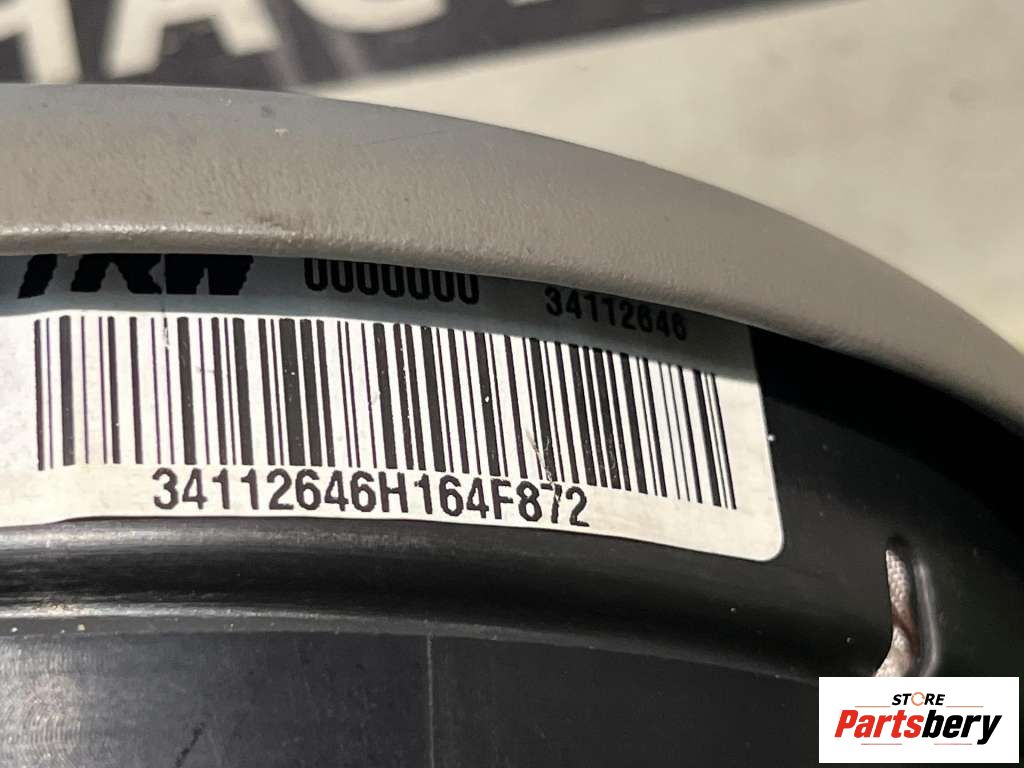 TRW 0000000 34112646
34112646H164F872
STORE
Partsbery